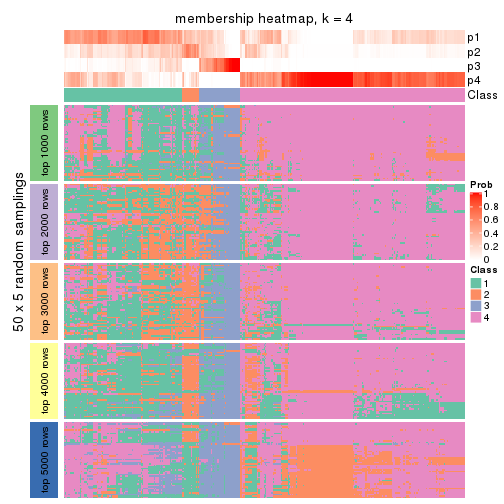 membership heatmap, k = 4
p1
p2
p3
p4
Class
50 x 5 random samplings
top 1000 rows
top 2000 rows
top 3000 rows
top 4000 rows
top 5000 rows
Prob
1
0.8
0.6
0.4
0.2
0
Class
1
2
3
4